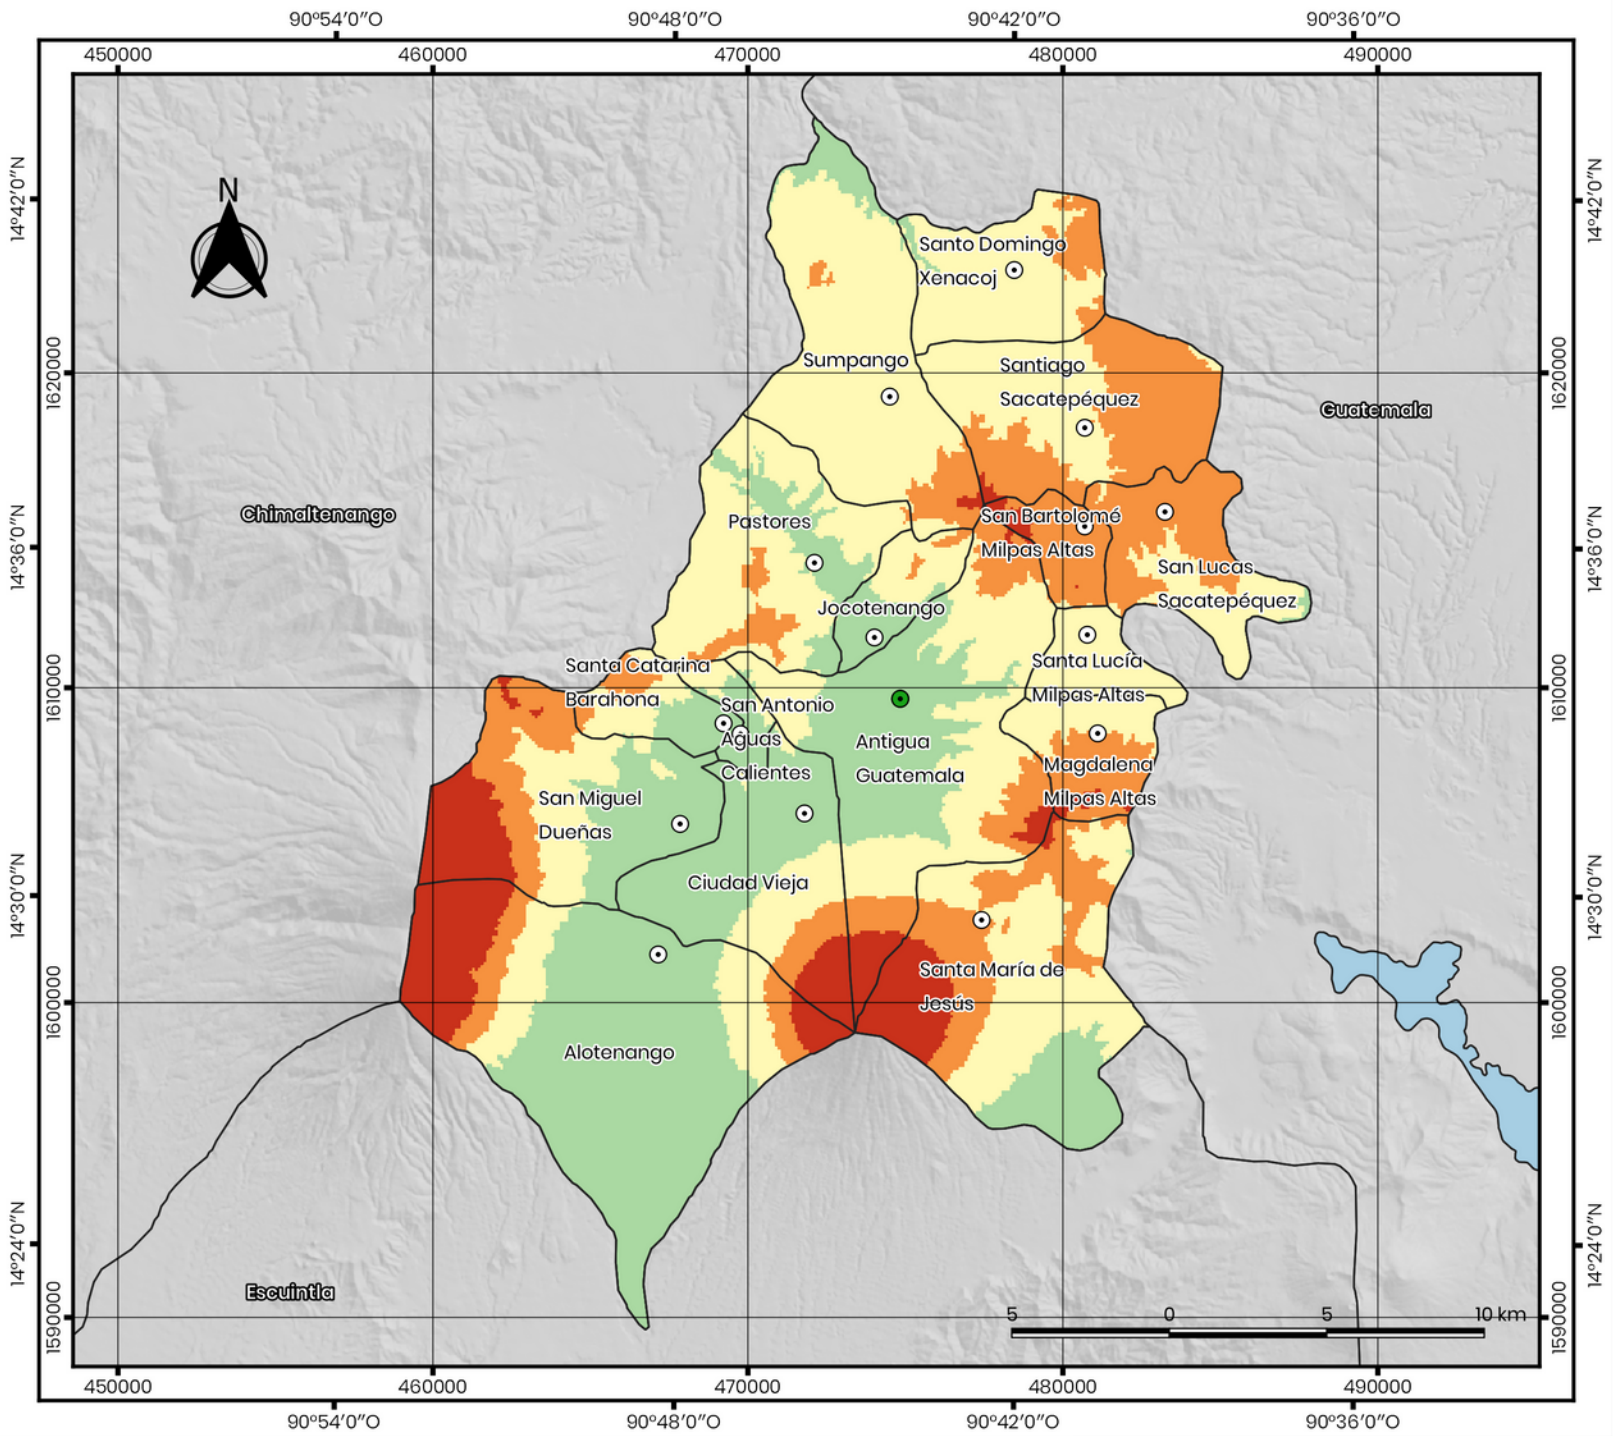 90°54′0″O 90°48′0″O 90°42′0″O 90°36′0″O
450000 460000 470000 480000 490000
14°42′0″N
14°42′0″N
N
Santo Domingo
Xenacoj
Sumpango
Santiago
Sacatepéquez
1620000
1620000
Guatemala
Chimaltenango
Pastores
San Bartolomé
Milpas Altas
14°36′0″N
14°36′0″N
San Lucas
Sacatepéquez
Jocotenango
Santa Catarina
Barahona
Santa Lucía
Milpas Altas
1610000
1610000
San Antonio
Aguas
Calientes
Antigua
Guatemala
Magdalena
Milpas Altas
San Miguel
Dueñas
Ciudad Vieja
14°30′0″N
14°30′0″N
Santa María de
Jesús
1600000
1600000
Alotenango
14°24′0″N
14°24′0″N
Escuintla
1590000
1590000
5 0 5 10 km
450000 460000 470000 480000 490000
90°54′0″O 90°48′0″O 90°42′0″O 90°36′0″O